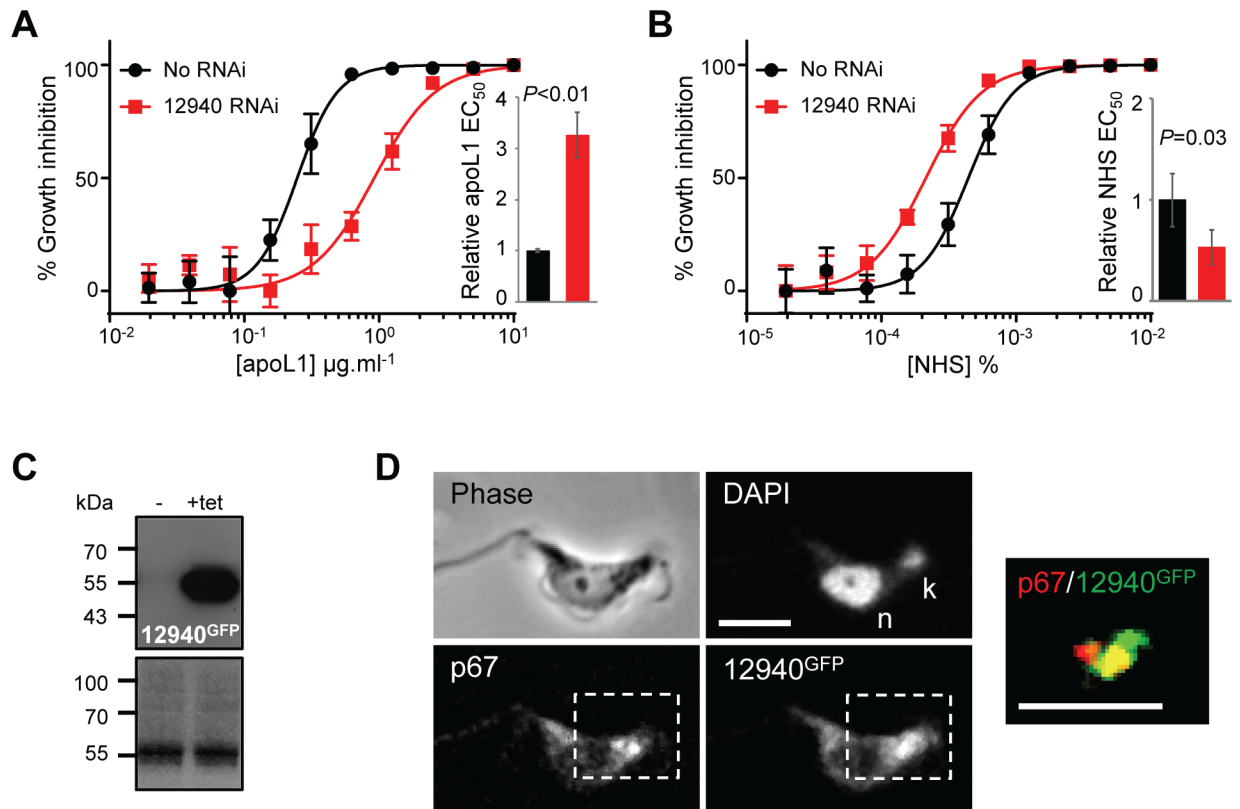 A
No RNAi
12940 RNAi
% Growth inhibition
100
50
0
10⁻² 10⁻¹ 10⁰ 10¹
[apoL1] µg.ml⁻¹
Relative apoL1 EC₅₀
P<0.01
4
3
2
1
0
B
No RNAi
12940 RNAi
% Growth inhibition
100
50
0
10⁻⁵ 10⁻⁴ 10⁻³ 10⁻²
[NHS] %
Relative NHS EC₅₀
P=0.03
2
1
0
C
kDa - +tet
70
55
43
12940ᴳᶠᴾ
100
70
55
D
Phase
DAPI
k
n
p67
12940ᴳᶠᴾ
p67/12940ᴳᶠᴾ